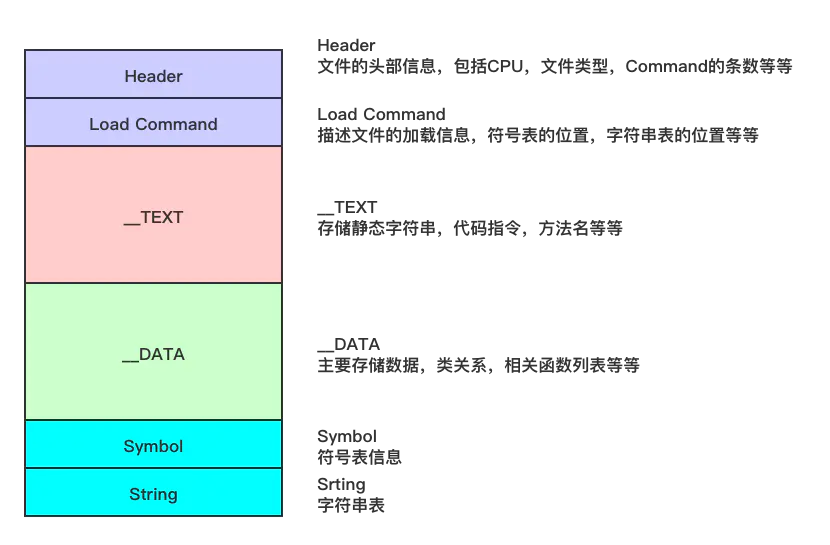 Header
Header
文件的头部信息，包括CPU，文件类型，Command的条数等等
Load Command
Load Command
描述文件的加载信息，符号表的位置，字符串表的位置等等
__TEXT
__TEXT
存储静态字符串，代码指令，方法名等等
__DATA
__DATA
主要存储数据，类关系，相关函数列表等等
Symbol
Symbol
符号表信息
String
Srting
字符串表